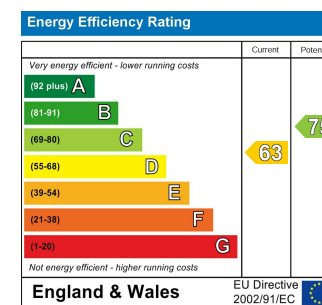 Energy Efficiency Rating
Current
Very energy efficient - lower running costs
(92 plus) A
(81-91) B
(69-80) C
(55-68) D
63
(39-54) E
(21-38) F
(1-20) G
Not energy efficient - higher running costs
England & Wales
EU Directive
2002/91/EC